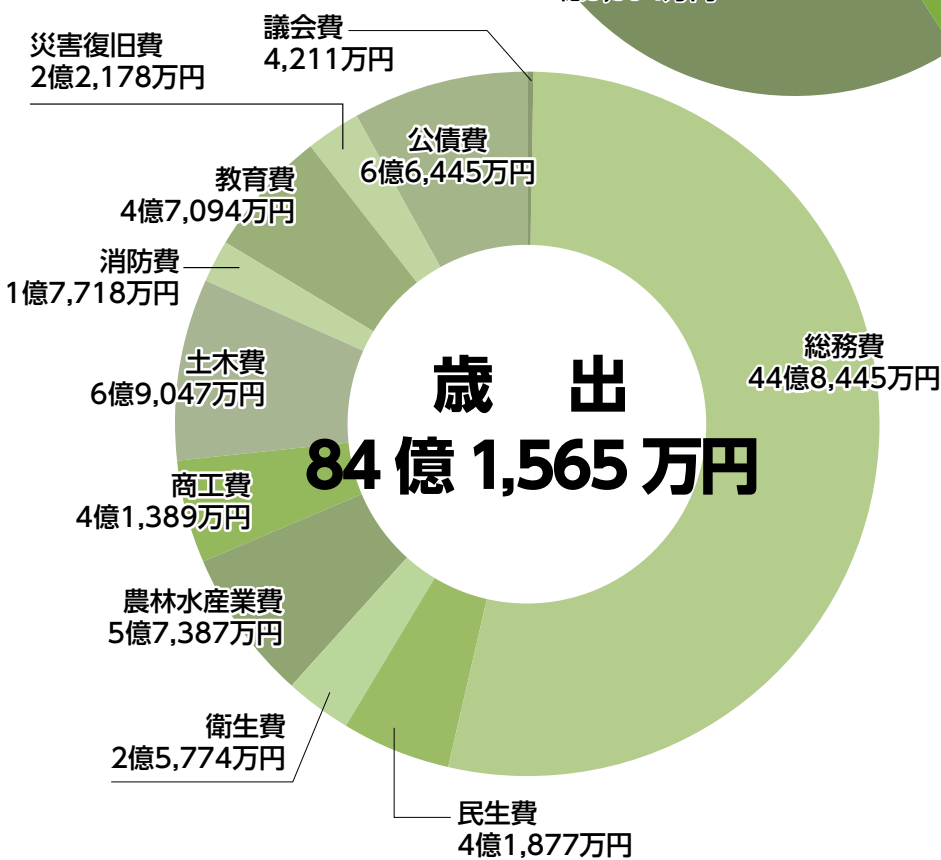 議会費
4,211万円
災害復旧費
2億2,178万円
公債費
6億6,445万円
教育費
4億7,094万円
消防費
1億7,718万円
土木費
6億9,047万円
商工費
4億1,389万円
農林水産業費
5億7,387万円
衛生費
2億5,774万円
民生費
4億1,877万円
総務費
44億8,445万円
歳 出
84億1,565万円